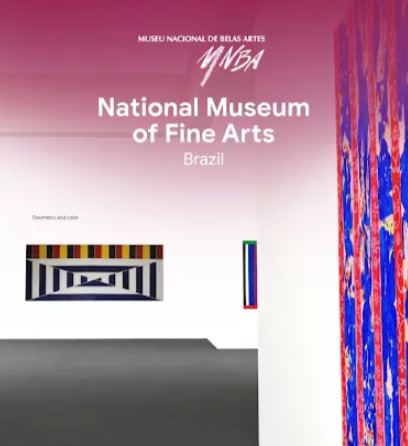 MUSEU NACIONAL DE BELAS ARTES
MNBA
National Museum
of Fine Arts
Brazil
Geometry and color